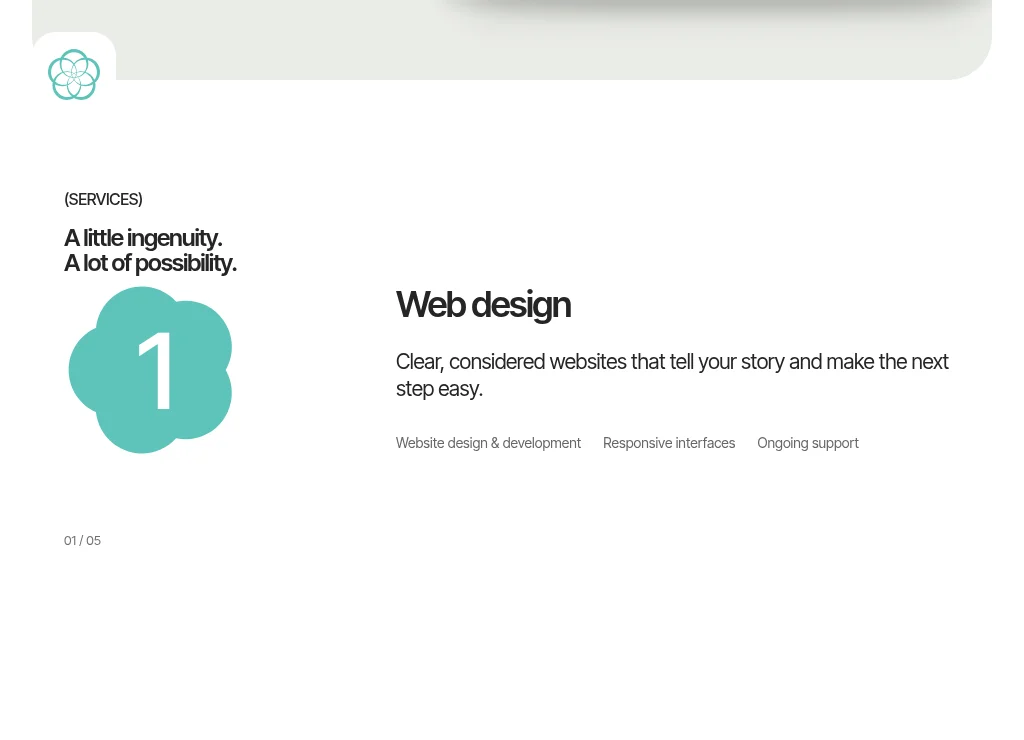 (SERVICES)
A little ingenuity.
A lot of possibility.
1
Web design
Clear, considered websites that tell your story and make the next
step easy.
Website design & development Responsive interfaces Ongoing support
01 / 05